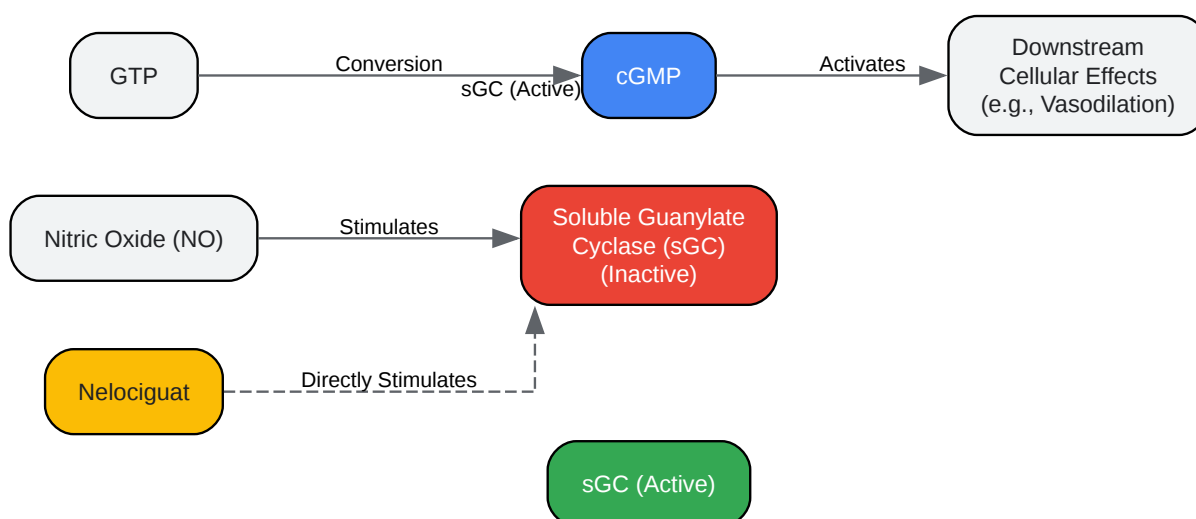 GTP
Conversion
sGC (Active)
cGMP
Activates
Downstream
Cellular Effects
(e.g., Vasodilation)
Nitric Oxide (NO)
Stimulates
Soluble Guanylate
Cyclase (sGC)
(Inactive)
Nelociguat
Directly Stimulates
sGC (Active)